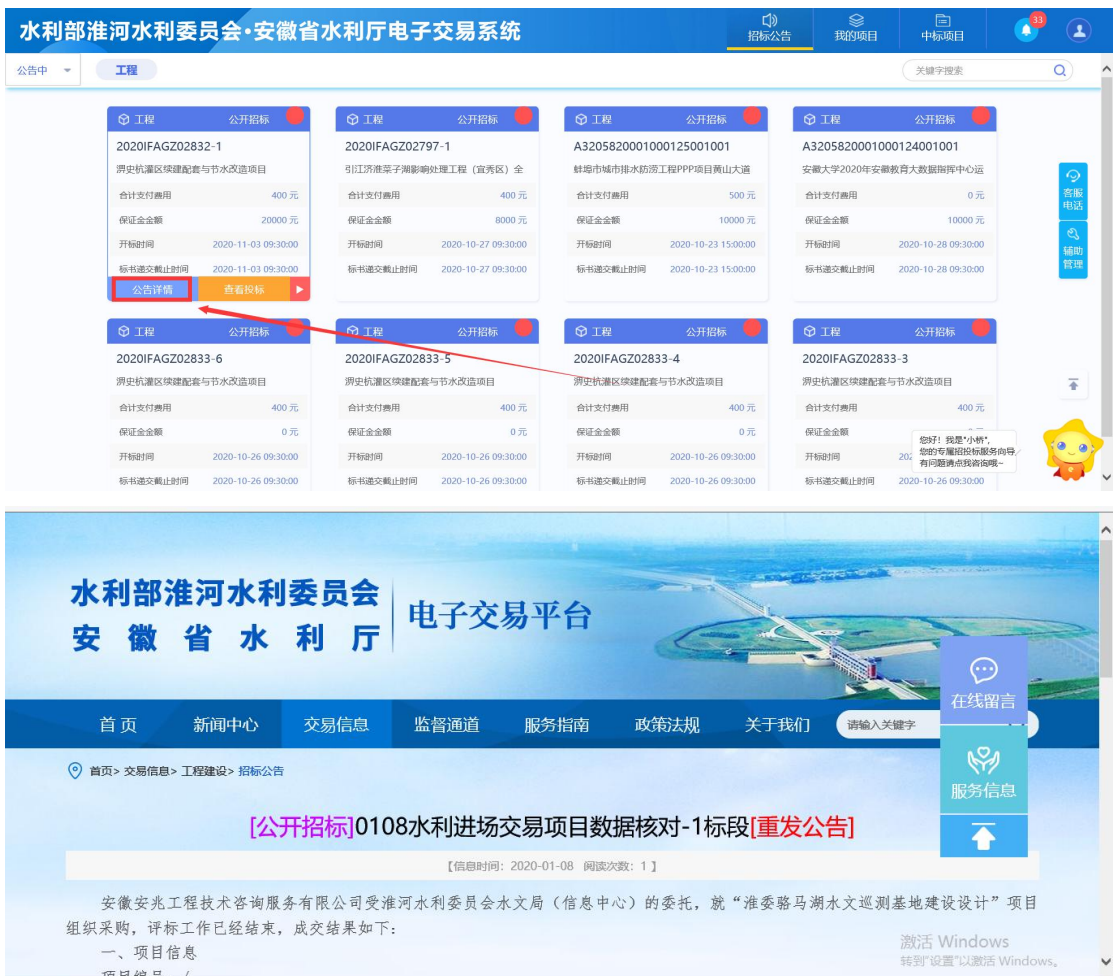 水利部淮河水利委员会·安徽省水利厅电子交易系统
招标公告
我的项目
中标项目
33
公告中
工程
关键字搜索
工程 公开招标
2020IFAGZ02832-1
淠史杭灌区续建配套与节水改造项目
合计支付费用 400 元
保证金金额 20000 元
开标时间 2020-11-03 09:30:00
标书递交截止时间 2020-11-03 09:30:00
公告详情 查看投标
工程 公开招标
2020IFAGZ02797-1
引江济淮菜子湖影响处理工程（宜秀区）全
合计支付费用 400 元
保证金金额 8000 元
开标时间 2020-10-27 09:30:00
标书递交截止时间 2020-10-27 09:30:00
工程 公开招标
A3205820001000125001001
蚌埠市城市排水防涝工程PPP项目黄山大道
合计支付费用 500 元
保证金金额 10000 元
开标时间 2020-10-23 15:00:00
标书递交截止时间 2020-10-23 15:00:00
工程 公开招标
A3205820001000124001001
安徽大学2020年安徽教育大数据指挥中心运
合计支付费用 0 元
保证金金额 10000 元
开标时间 2020-10-28 09:30:00
标书递交截止时间 2020-10-28 09:30:00
客服
电话
辅助
管理
工程 公开招标
2020IFAGZ02833-6
淠史杭灌区续建配套与节水改造项目
合计支付费用 400 元
保证金金额 0 元
开标时间 2020-10-26 09:30:00
标书递交截止时间 2020-10-26 09:30:00
工程 公开招标
2020IFAGZ02833-5
淠史杭灌区续建配套与节水改造项目
合计支付费用 400 元
保证金金额 0 元
开标时间 2020-10-26 09:30:00
标书递交截止时间 2020-10-26 09:30:00
工程 公开招标
2020IFAGZ02833-4
淠史杭灌区续建配套与节水改造项目
合计支付费用 400 元
保证金金额 0 元
开标时间 2020-10-26 09:30:00
标书递交截止时间 2020-10-26 09:30:00
工程 公开招标
2020IFAGZ02833-3
淠史杭灌区续建配套与节水改造项目
合计支付费用 400 元
保证金金额
开标时间 202
标书递交截止时间 2020-10-26 09:30:00
您好！我是"小桥",
您的专属招投标服务向导
有问题请点我咨询哦~
水利部淮河水利委员会
安徽省水利厅
电子交易平台
在线留言
首页 新闻中心 交易信息 监督通道 服务指南 政策法规 关于我们 请输入关键字
服务信息
首页> 交易信息> 工程建设> 招标公告
[公开招标]0108水利进场交易项目数据核对-1标段[重发公告]
【信息时间：2020-01-08 阅读次数：1 】
安徽安兆工程技术咨询服务有限公司受淮河水利委员会水文局（信息中心）的委托，就“淮委骆马湖水文巡测基地建设设计”项目
组织采购，评标工作已经结束，成交结果如下：
一、项目信息
激活 Windows
转到"设置"以激活 Windows。